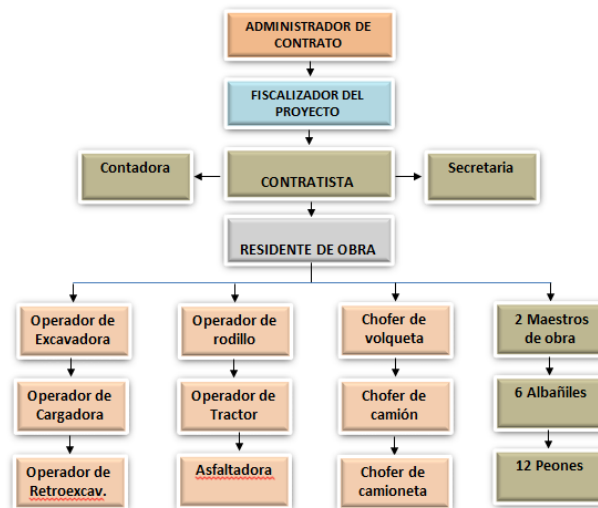 ADMINISTRADOR DE
CONTRATO
FISCALIZADOR DEL
PROYECTO
Contadora
CONTRATISTA
Secretaria
RESIDENTE DE OBRA
Operador de
Excavadora
Operador de
rodillo
Chofer de
volqueta
2 Maestros
de obra
Operador de
Cargadora
Operador de
Tractor
Chofer de
camión
6 Albañiles
Operador de
Retroexcav.
Asfaltadora
Chofer de
camioneta
12 Peones